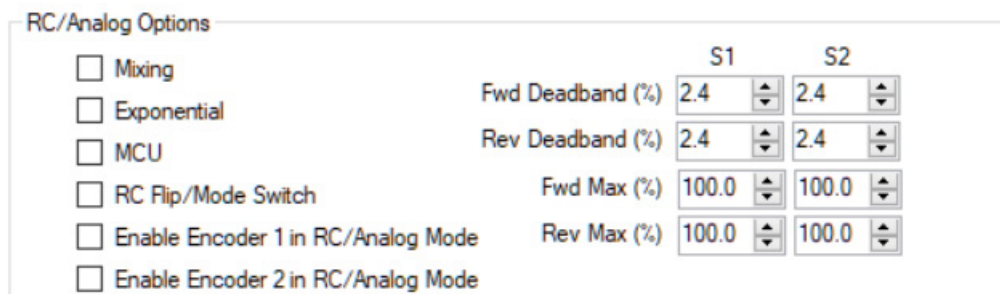 RC/Analog Options
S1 S2
Mixing
Fwd Deadband (%) 2.4 2.4
Exponential
Rev Deadband (%) 2.4 2.4
MCU
Fwd Max (%) 100.0 100.0
RC Flip/Mode Switch
Rev Max (%) 100.0 100.0
Enable Encoder 1 in RC/Analog Mode
Enable Encoder 2 in RC/Analog Mode